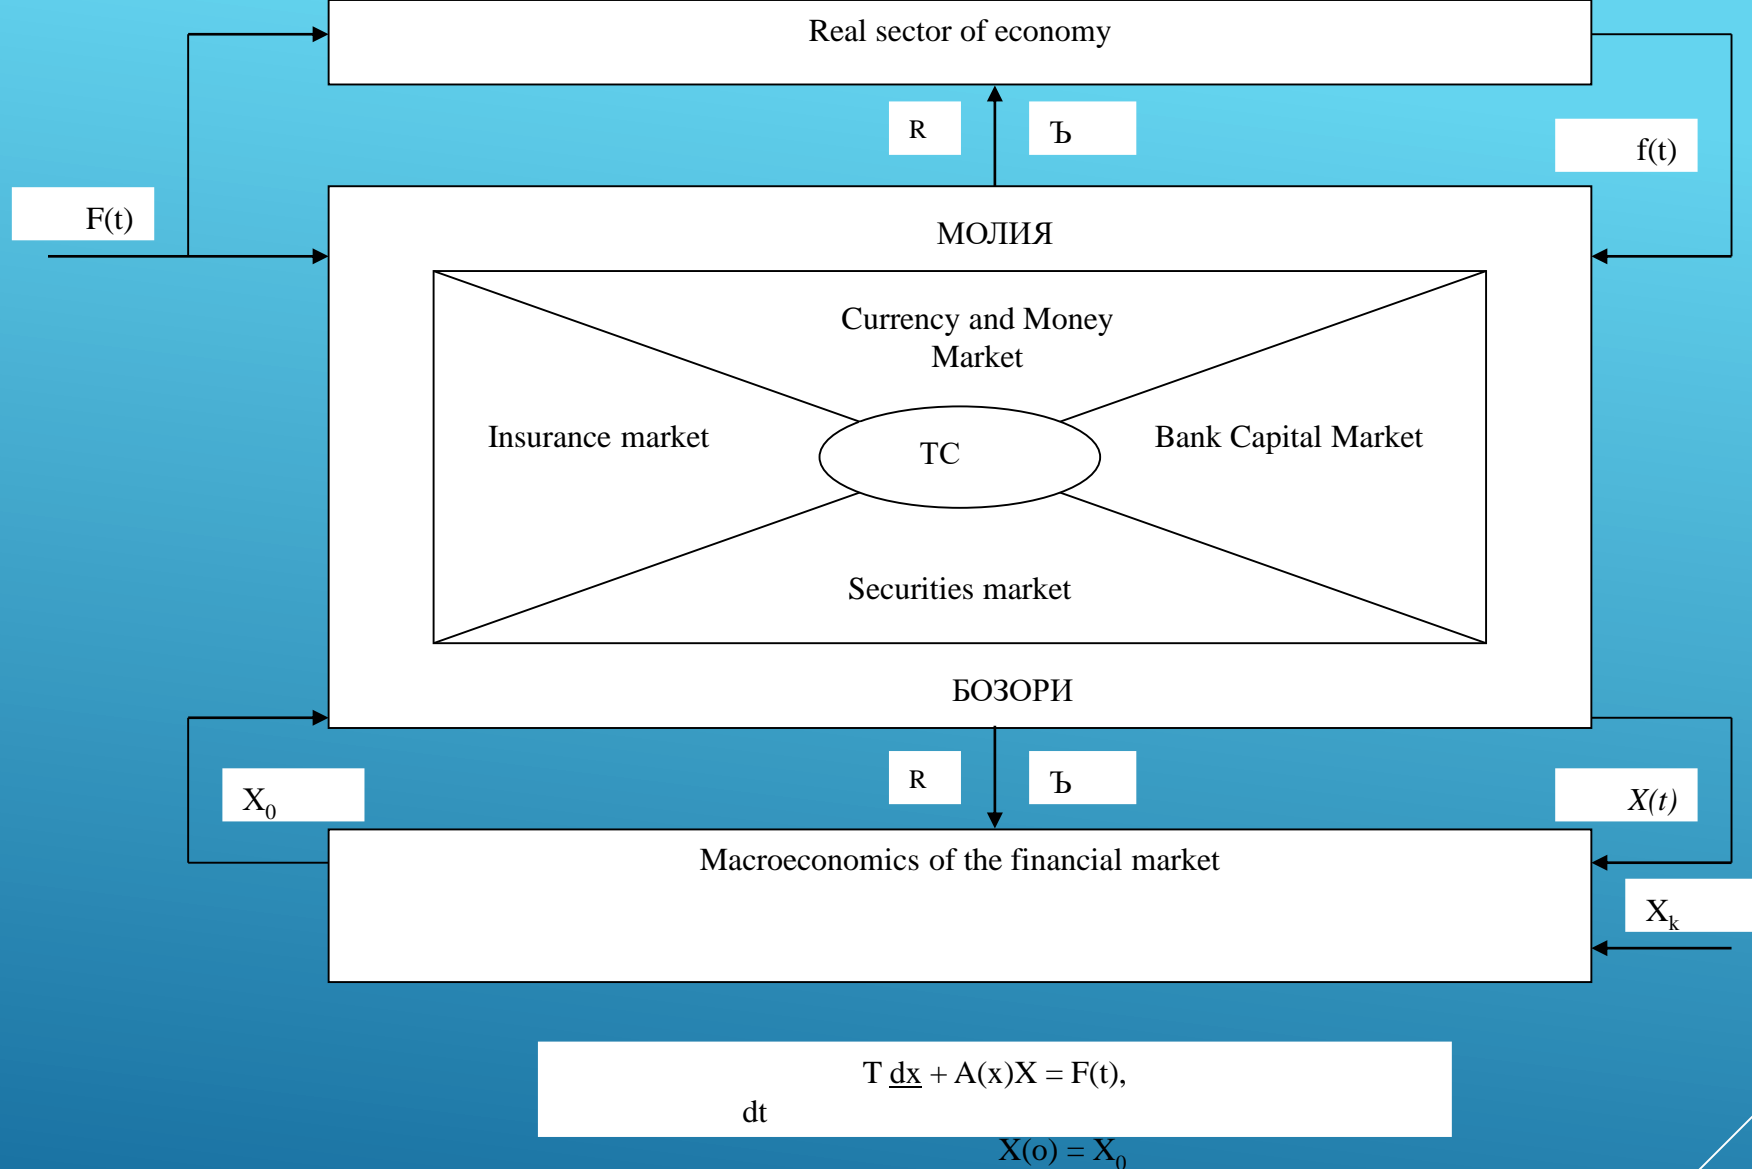 Real sector of economy
R
Ъ
f(t)
F(t)
МОЛИЯ
Currency and Money
Market
Insurance market
ТС
Bank Capital Market
Securities market
БОЗОРИ
R
Ъ
X₀
X(t)
Macroeconomics of the financial market
Xₖ
T dx + A(x)X = F(t),
dt
X(o) = X₀